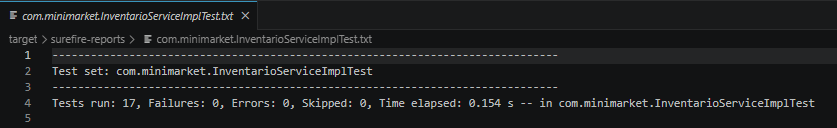 com.minimarket.InventarioServiceImplTest.txt ×
target > surefire-reports > com.minimarket.InventarioServiceImplTest.txt
1 -------------------------------------------------------------------------------
2 Test set: com.minimarket.InventarioServiceImplTest
3 -------------------------------------------------------------------------------
4 Tests run: 17, Failures: 0, Errors: 0, Skipped: 0, Time elapsed: 0.154 s -- in com.minimarket.InventarioServiceImplTest
5